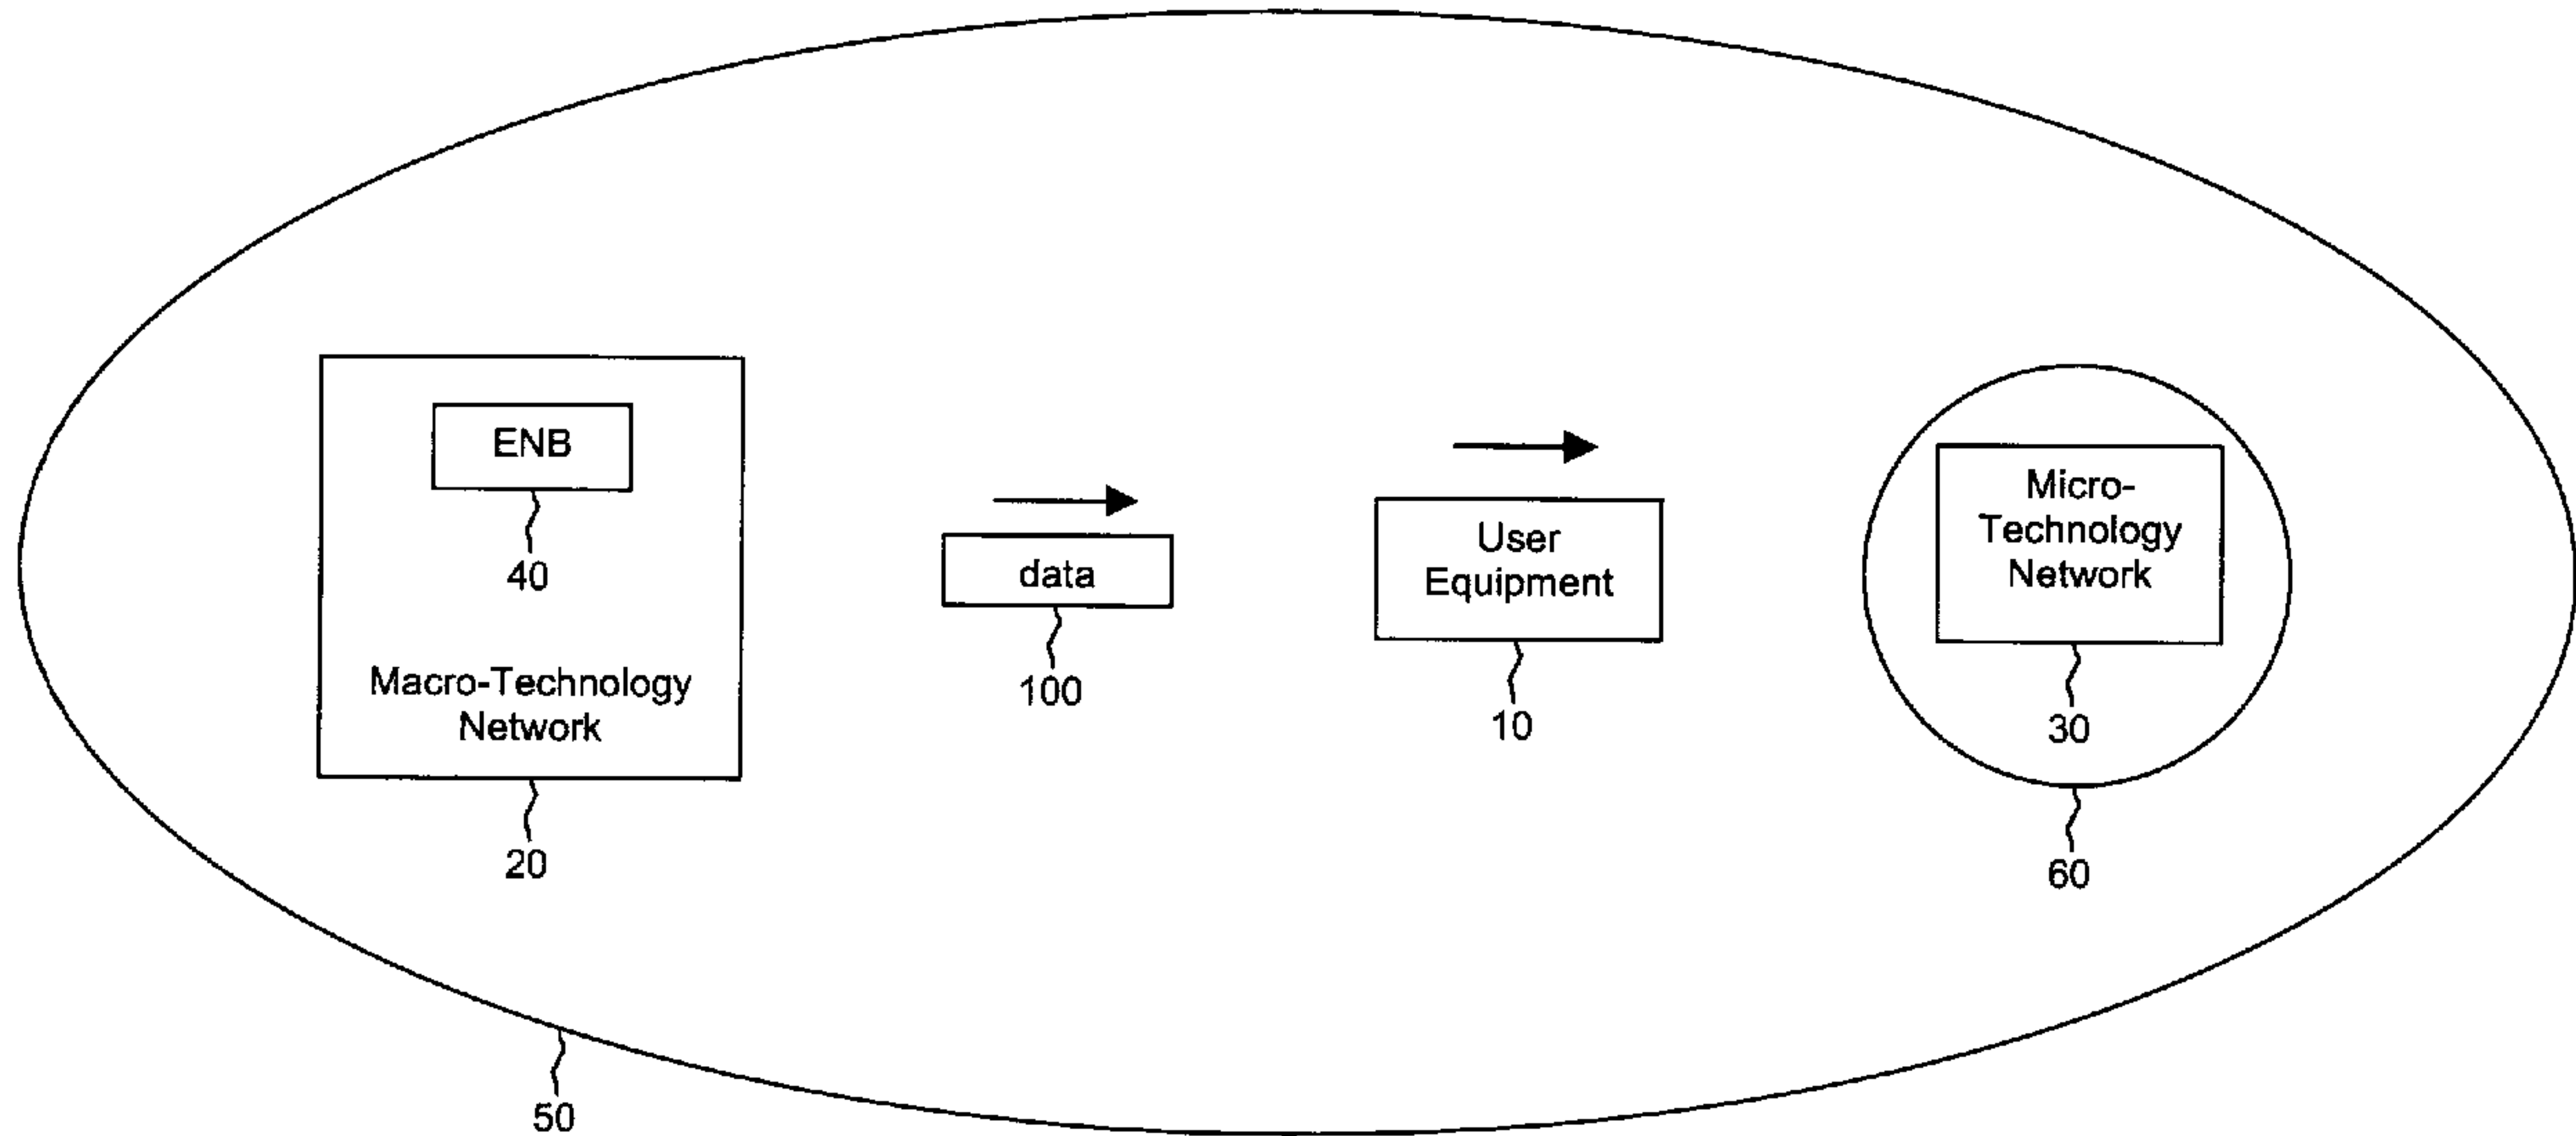 ENB
40
Macro-Technology
Network
20
data
100
User
Equipment
10
Micro-
Technology
Network
30
60
50